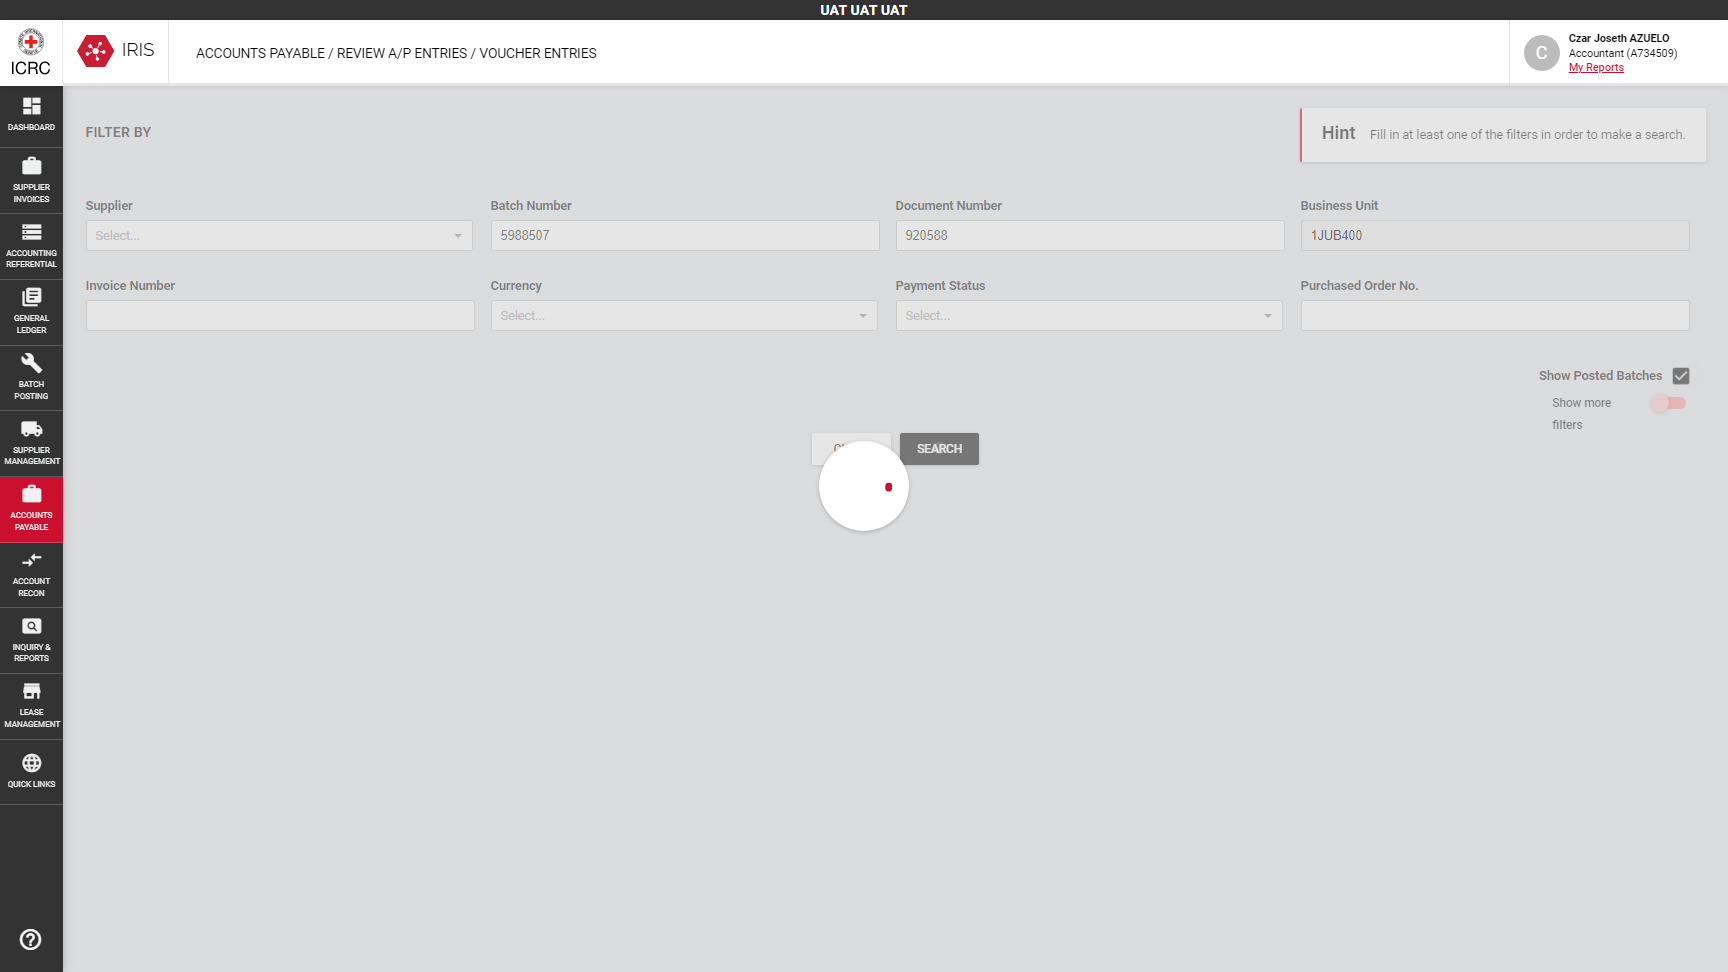 UAT UAT UAT
ICRC
IRIS
ACCOUNTS PAYABLE / REVIEW A/P ENTRIES / VOUCHER ENTRIES
C
Czar Joseth AZUELO
Accountant (A734509)
My Reports
DASHBOARD
SUPPLIER
INVOICES
ACCOUNTING
REFERENTIAL
GENERAL
LEDGER
BATCH
POSTING
SUPPLIER
MANAGEMENT
ACCOUNTS
PAYABLE
ACCOUNT
RECON
INQUIRY &
REPORTS
LEASE
MANAGEMENT
QUICK LINKS
FILTER BY
Hint Fill in at least one of the filters in order to make a search.
Supplier
Select...
Batch Number
5988507
Document Number
920588
Business Unit
1JUB400
Invoice Number
Currency
Select...
Payment Status
Select...
Purchased Order No.
Show Posted Batches
Show more
filters
SEARCH